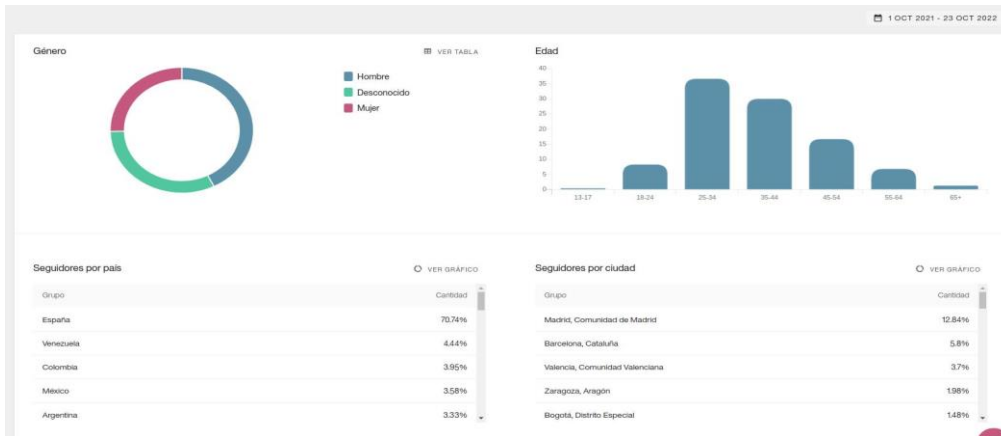 1 OCT 2021 - 23 OCT 2022
Género
VER TABLA
Hombre
Desconocido
Mujer
Edad
40
35
30
25
20
15
10
5
0
13-17 18-24 25-34 35-44 45-54 55-64 65+
Seguidores por país
VER GRÁFICO
Grupo Cantidad
España 70.74%
Venezuela 4.44%
Colombia 3.95%
México 3.58%
Argentina 3.33%
Seguidores por ciudad
VER GRÁFICO
Grupo Cantidad
Madrid, Comunidad de Madrid 12.84%
Barcelona, Cataluña 5.8%
Valencia, Comunidad Valenciana 3.7%
Zaragoza, Aragón 1.98%
Bogotá, Distrito Especial 1.48%